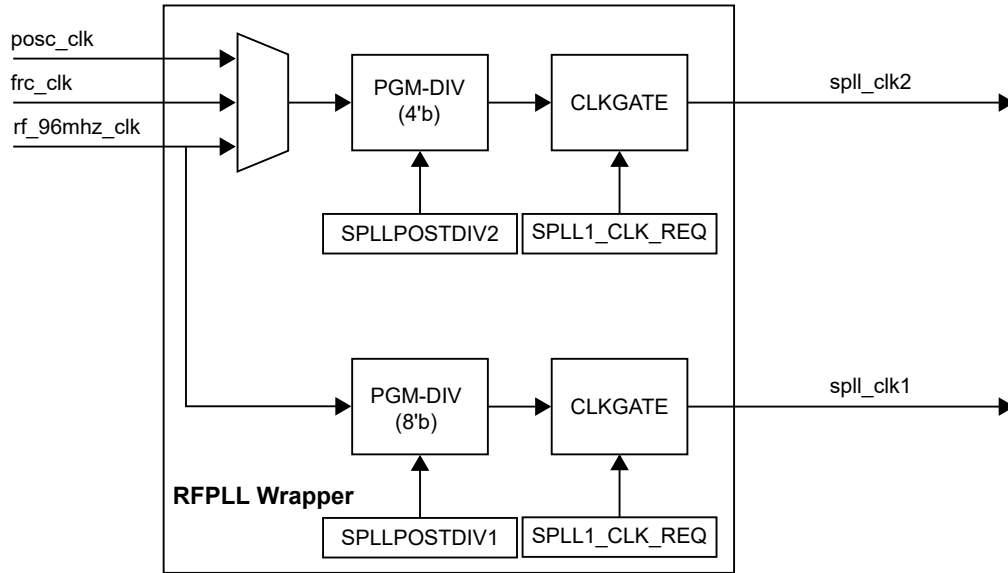 posc_clk
frc_clk
rf_96mhz_clk
PGM-DIV
(4'b)
CLKGATE
spll_clk2
SPLLPOSTDIV2
SPLL1_CLK_REQ
PGM-DIV
(8'b)
CLKGATE
spll_clk1
RFPLL Wrapper
SPLLPOSTDIV1
SPLL1_CLK_REQ